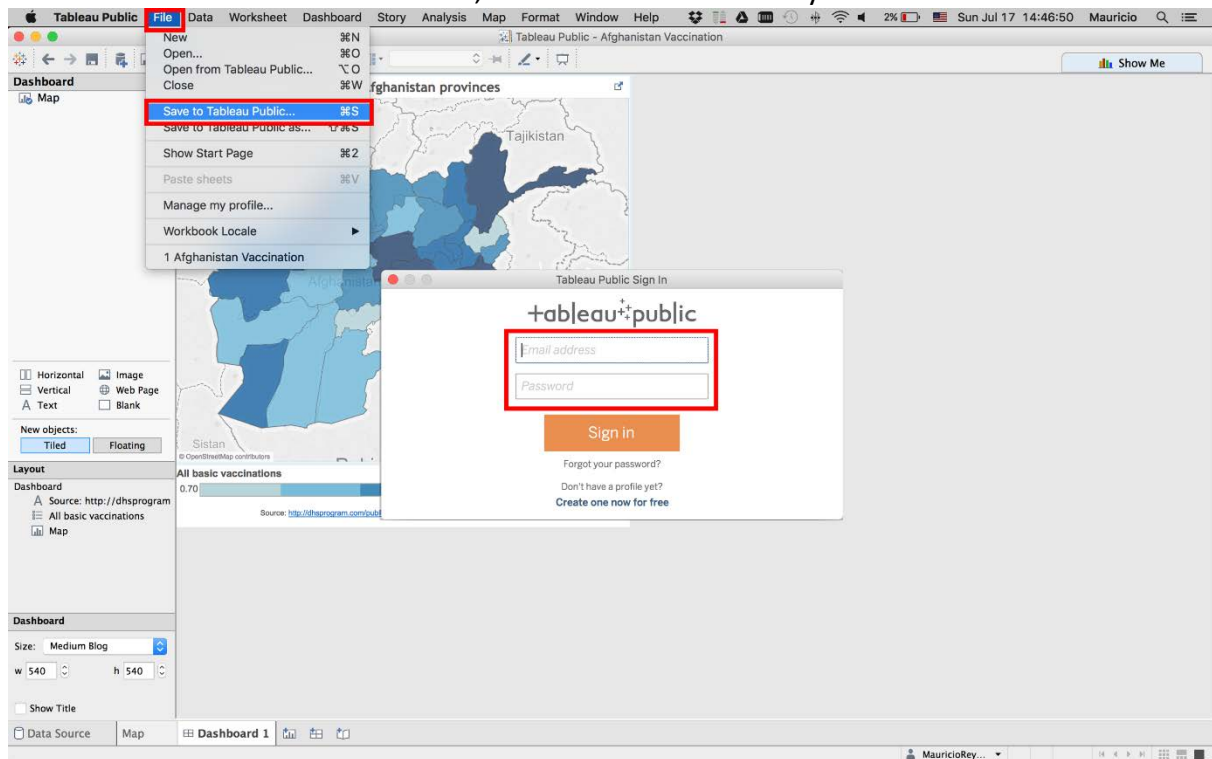 Tableau Public File Data Worksheet Dashboard Story Analysis Map Format Window Help 2% Sun Jul 17 14:46:50 Mauricio
Tableau Public - Afghanistan Vaccination
New ⌘N
Open... ⌘O
Open from Tableau Public... ⌥O
Close ⌘W
Save to Tableau Public... ⌘S
Save to Tableau Public as... ⇧⌘S
Show Start Page ⌘2
Paste sheets ⌘V
Manage my profile...
Workbook Locale
1 Afghanistan Vaccination
Show Me
Dashboard
Map
fghanistan provinces
Tajikistan
Afghanistan
Sistan
© OpenStreetMap contributors
All basic vaccinations
0.70
Source: http://dhsprogram.com/publ
Tableau Public Sign In
+ableau public
Email address
Password
Sign in
Forgot your password?
Don't have a profile yet?
Create one now for free
Horizontal Image
Vertical Web Page
A Text Blank
New objects:
Tiled Floating
Layout
Dashboard
A Source: http://dhsprogram
All basic vaccinations
Map
Dashboard
Size: Medium Blog
w 540 h 540
Show Title
Data Source Map Dashboard 1
MauricioRey...